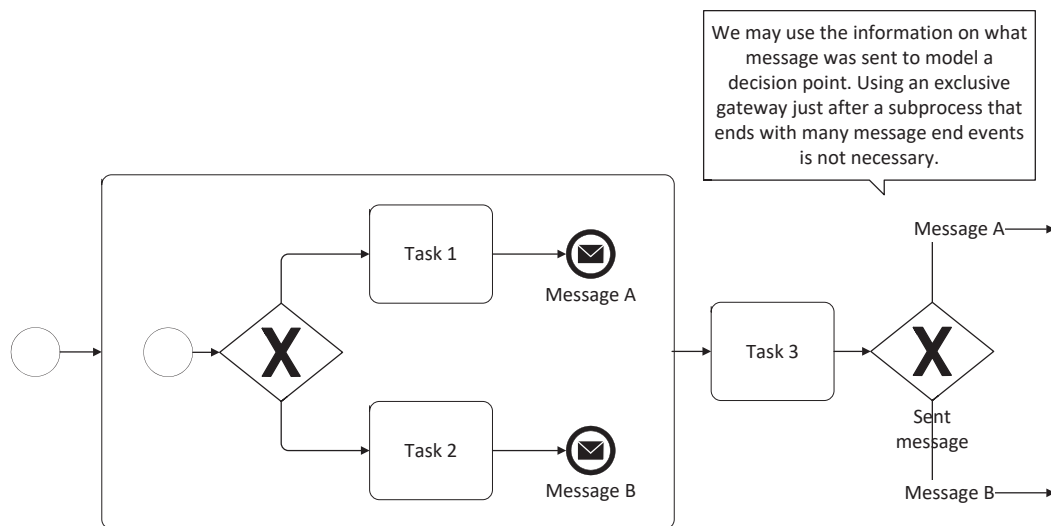 We may use the information on what
message was sent to model a
decision point. Using an exclusive
gateway just after a subprocess that
ends with many message end events
is not necessary.
Task 1
Message A
X
Task 2
Message B
Task 3
X
Sent
message
Message A
Message B